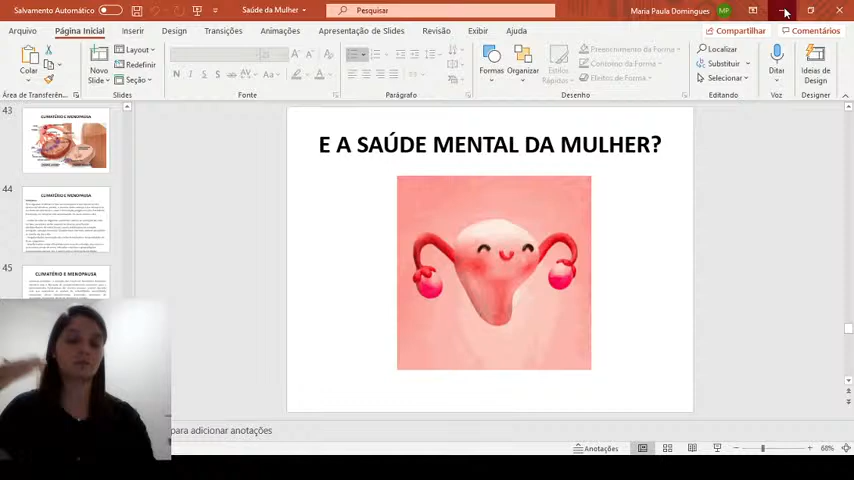 Salvamento Automático
Saúde da Mulher
Pesquisar
Maria Paula Domingues
MP
Arquivo
Página Inicial
Inserir
Design
Transições
Animações
Apresentação de Slides
Revisão
Exibir
Ajuda
Compartilhar
Comentários
Colar
Novo Slide
Layout
Redefinir
Seção
N
I
S
Formas
Organizar
Estilos Rápidos
Preenchimento da Forma
Contorno da Forma
Efeitos de Forma
Localizar
Substituir
Selecionar
Ditar
Ideias de Design
Área de Transferên...
Slides
Fonte
Parágrafo
Desenho
Editando
Voz
Designer
43
CLIMATÉRIO E MENOPAUSA
44
CLIMATÉRIO E MENOPAUSA
45
CLIMATÉRIO E MENOPAUSA
E A SAÚDE MENTAL DA MULHER?
para adicionar anotações
Anotações
68%